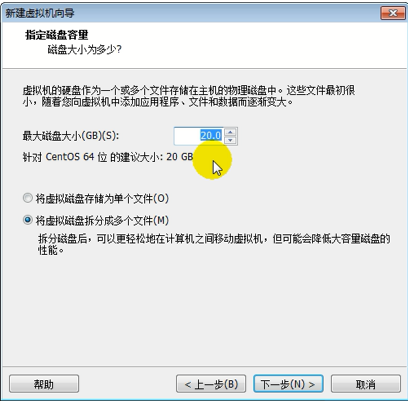 新建虚拟机向导
指定磁盘容量
磁盘大小为多少?
虚拟机的硬盘作为一个或多个文件存储在主机的物理磁盘中。这些文件最初很
小，随着您向虚拟机中添加应用程序、文件和数据而逐渐变大。
最大磁盘大小(GB)(S): 20.0
针对 CentOS 64 位 的建议大小: 20 GB
将虚拟磁盘存储为单个文件(O)
将虚拟磁盘拆分成多个文件(M)
拆分磁盘后，可以更轻松地在计算机之间移动虚拟机，但可能会降低大容量磁盘的
性能。
帮助 < 上一步(B) 下一步(N) > 取消